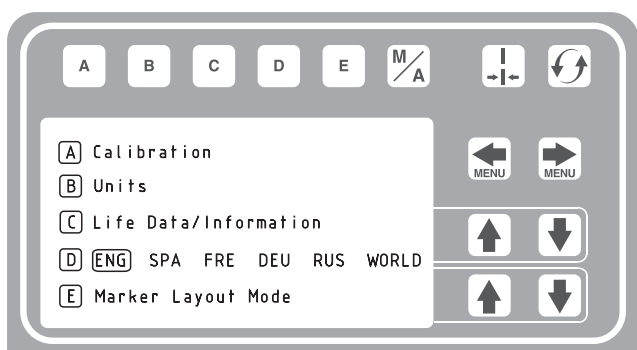 A B C D E M/A
MENU MENU
A Calibration
B Units
C Life Data/Information
D ENG SPA FRE DEU RUS WORLD
E Marker Layout Mode